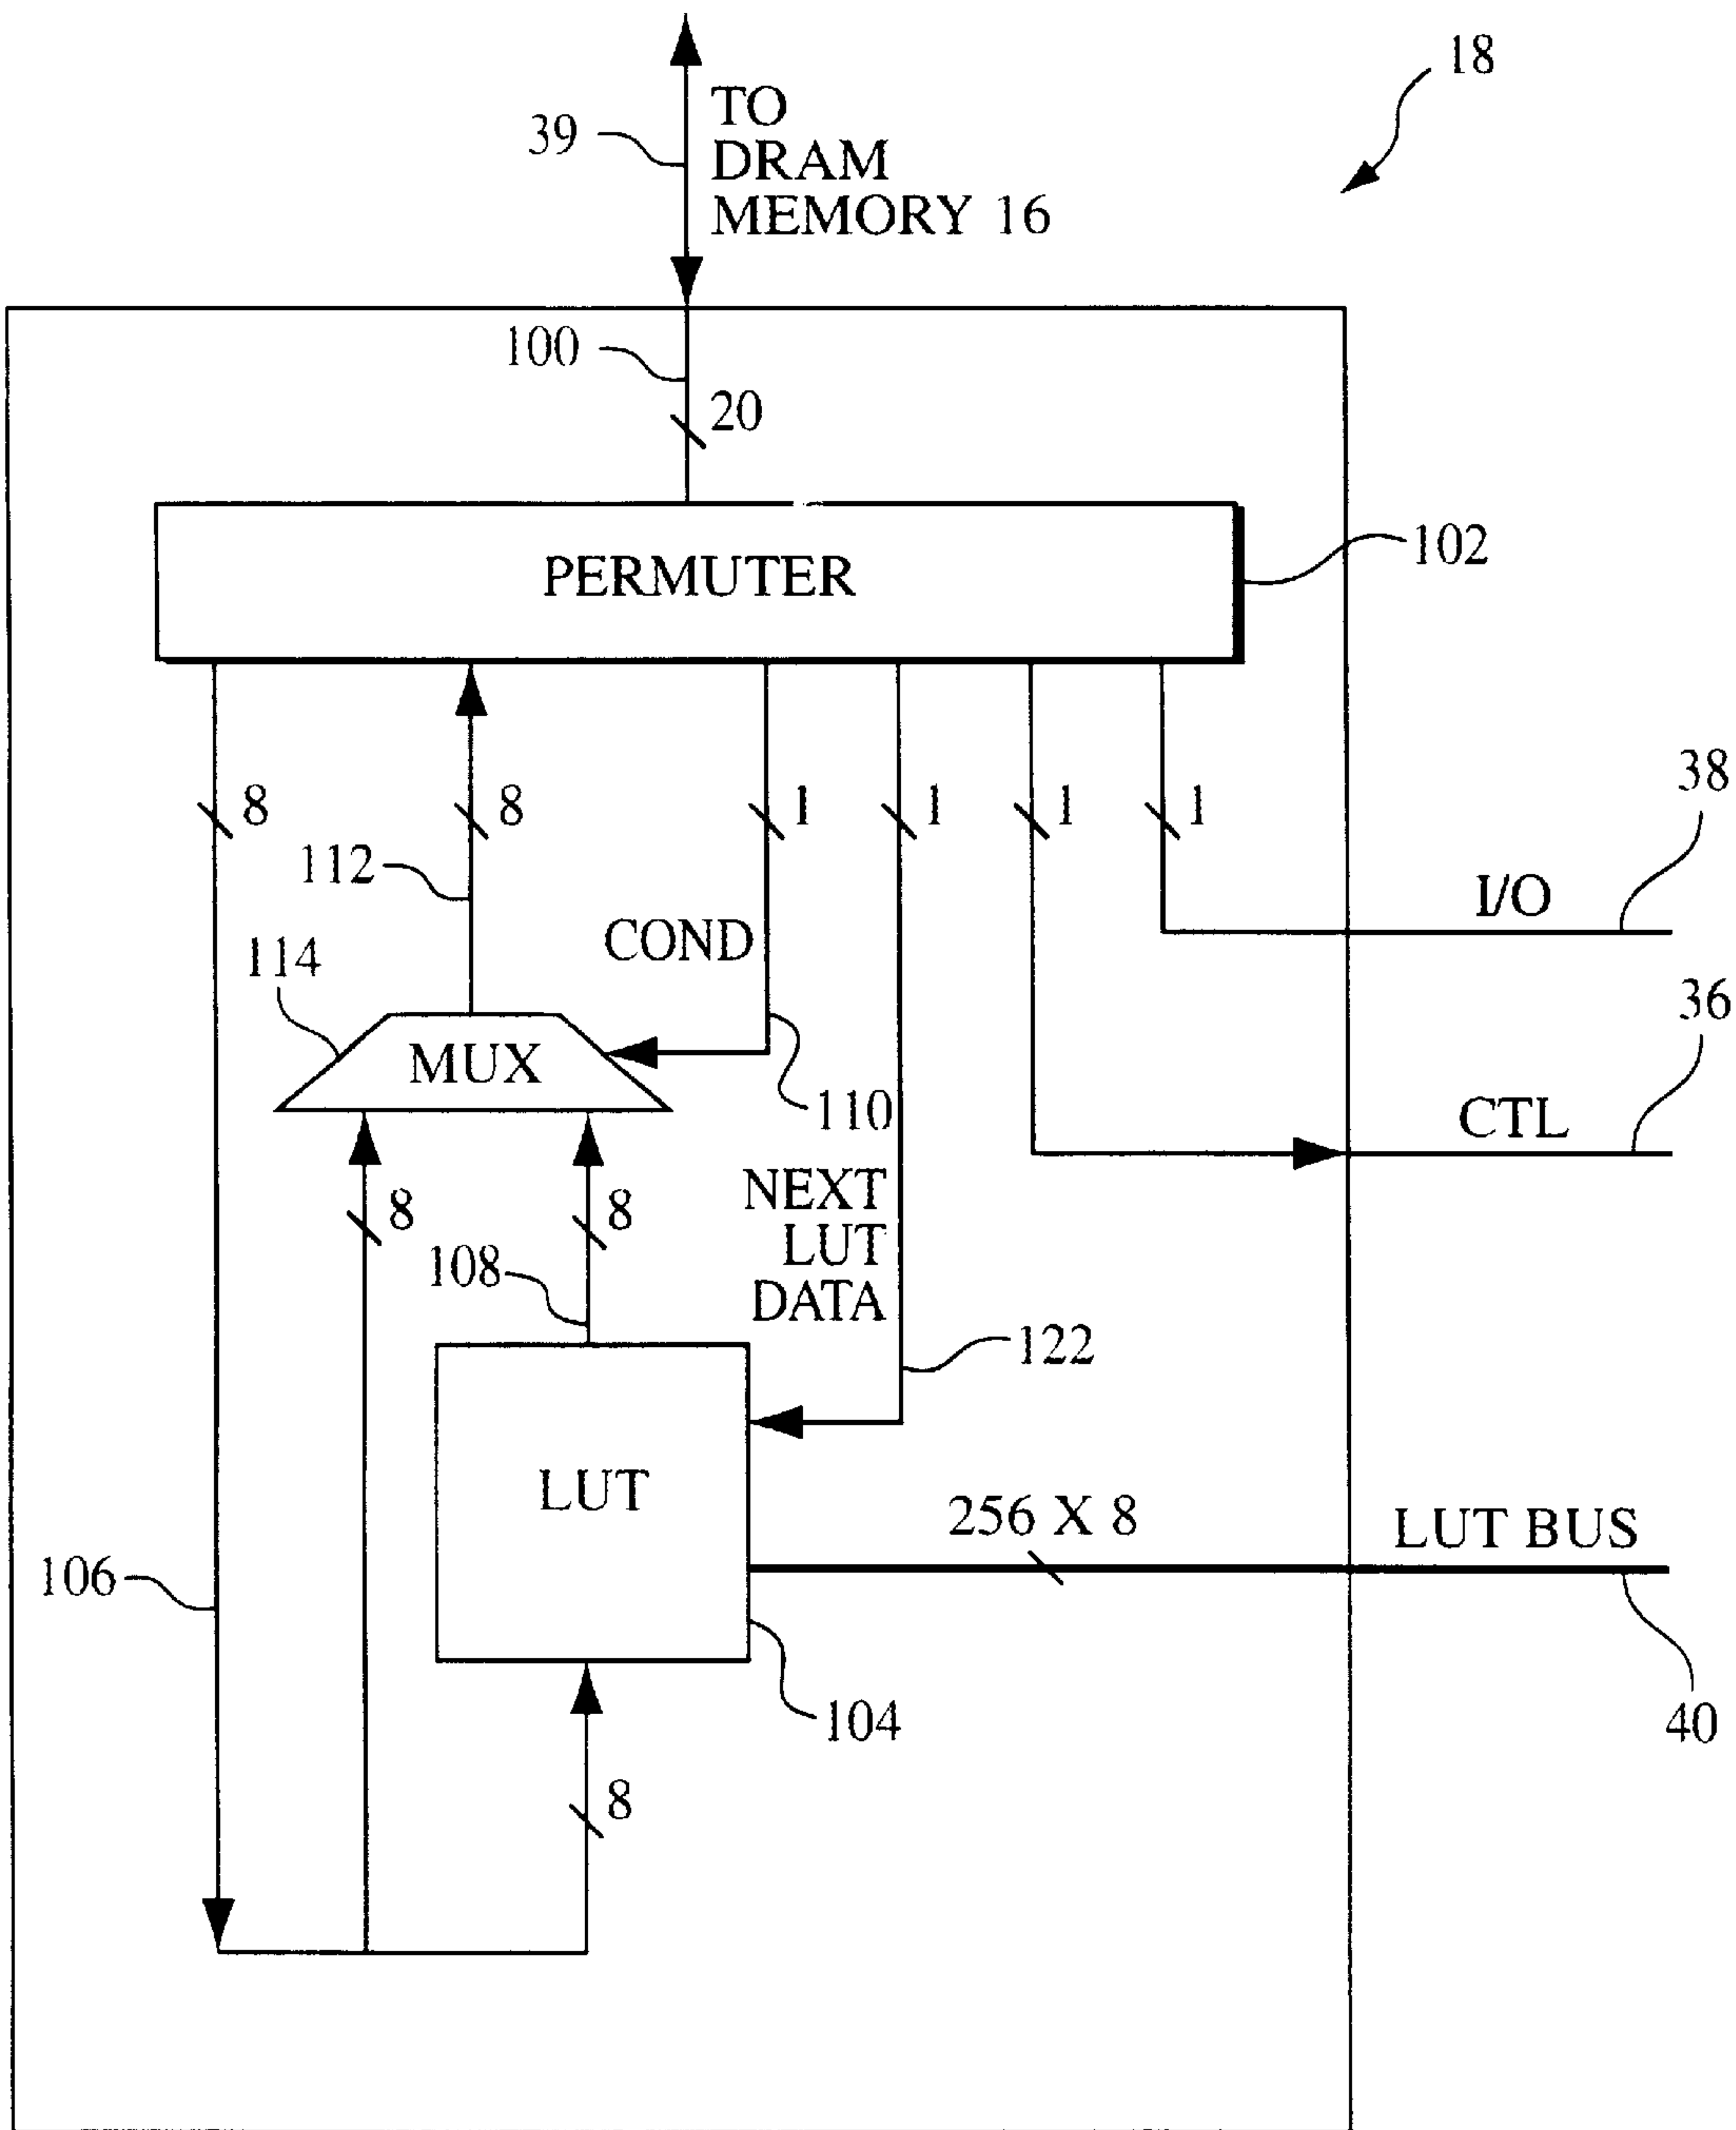 18
39
TO
DRAM
MEMORY 16
100
20
PERMUTER
102
8
8
1
1
1
1
38
112
I/O
COND
114
36
MUX
110
CTL
8
8
NEXT
LUT
DATA
108
122
LUT
256 X 8
LUT BUS
106
104
40
8